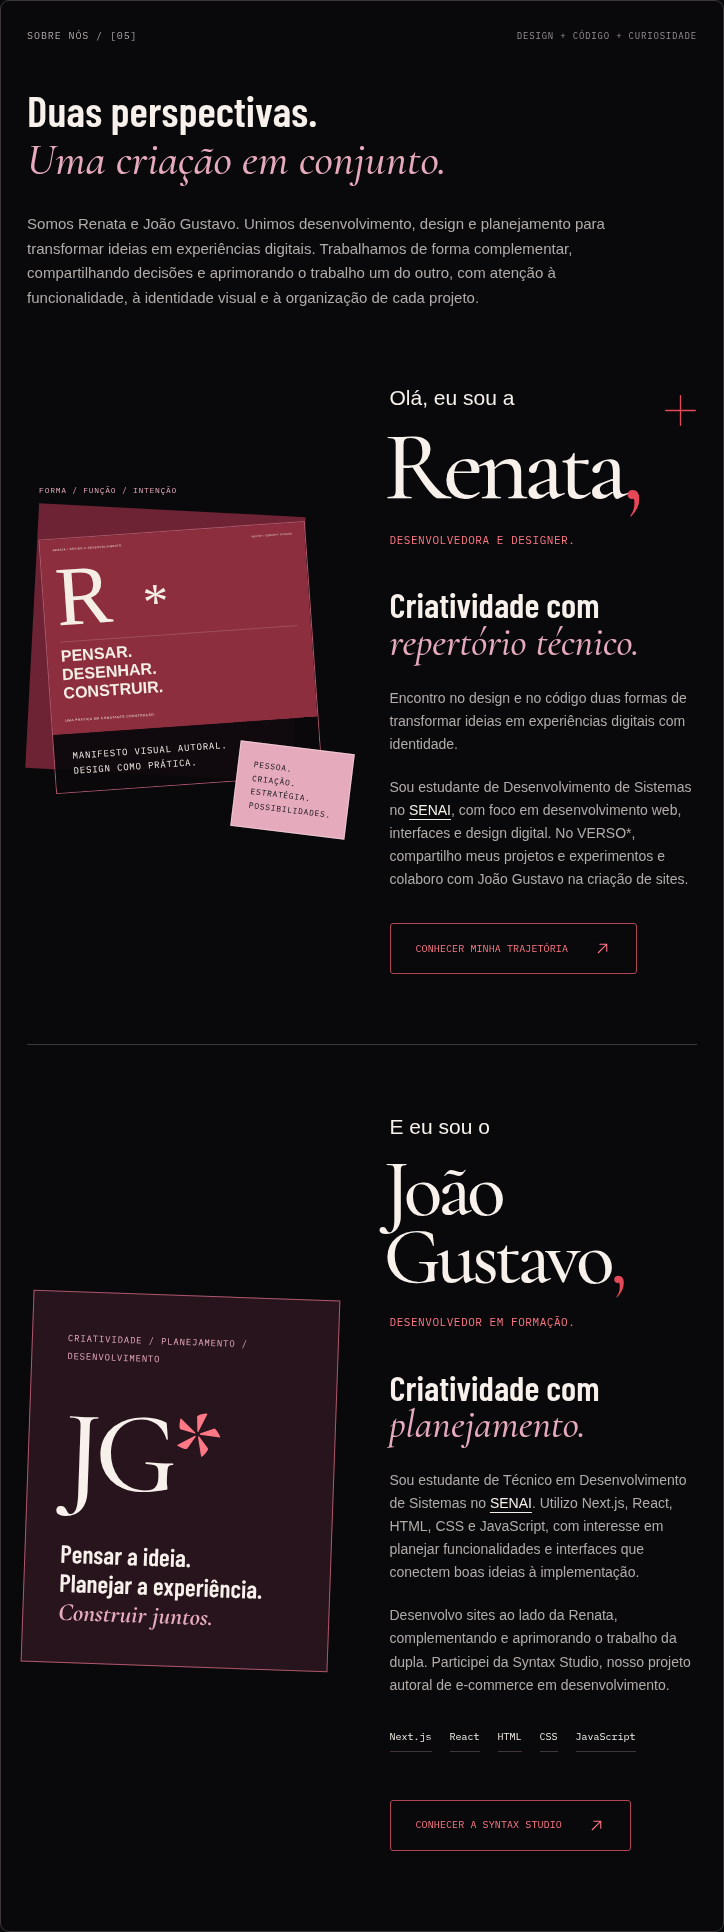 SOBRE NÓS / [05]
DESIGN + CÓDIGO + CURIOSIDADE
Duas perspectivas.
Uma criação em conjunto.
Somos Renata e João Gustavo. Unimos desenvolvimento, design e planejamento para
transformar ideias em experiências digitais. Trabalhamos de forma complementar,
compartilhando decisões e aprimorando o trabalho um do outro, com atenção à
funcionalidade, à identidade visual e à organização de cada projeto.
FORMA / FUNÇÃO / INTENÇÃO
R *
PENSAR.
DESENHAR.
CONSTRUIR.
UMA PRÁTICA EM CONSTANTE CONSTRUÇÃO.
MANIFESTO VISUAL AUTORAL.
DESIGN COMO PRÁTICA.
PESSOA.
CRIAÇÃO.
ESTRATÉGIA.
POSSIBILIDADES.
Olá, eu sou a
Renata,
DESENVOLVEDORA E DESIGNER.
Criatividade com
repertório técnico.
Encontro no design e no código duas formas de
transformar ideias em experiências digitais com
identidade.
Sou estudante de Desenvolvimento de Sistemas
no SENAI, com foco em desenvolvimento web,
interfaces e design digital. No VERSO*,
compartilho meus projetos e experimentos e
colaboro com João Gustavo na criação de sites.
CONHECER MINHA TRAJETÓRIA
CRIATIVIDADE / PLANEJAMENTO /
DESENVOLVIMENTO
JG*
Pensar a ideia.
Planejar a experiência.
Construir juntos.
E eu sou o
João
Gustavo,
DESENVOLVEDOR EM FORMAÇÃO.
Criatividade com
planejamento.
Sou estudante de Técnico em Desenvolvimento
de Sistemas no SENAI. Utilizo Next.js, React,
HTML, CSS e JavaScript, com interesse em
planejar funcionalidades e interfaces que
conectem boas ideias à implementação.
Desenvolvo sites ao lado da Renata,
complementando e aprimorando o trabalho da
dupla. Participei da Syntax Studio, nosso projeto
autoral de e-commerce em desenvolvimento.
Next.js React HTML CSS JavaScript
CONHECER A SYNTAX STUDIO